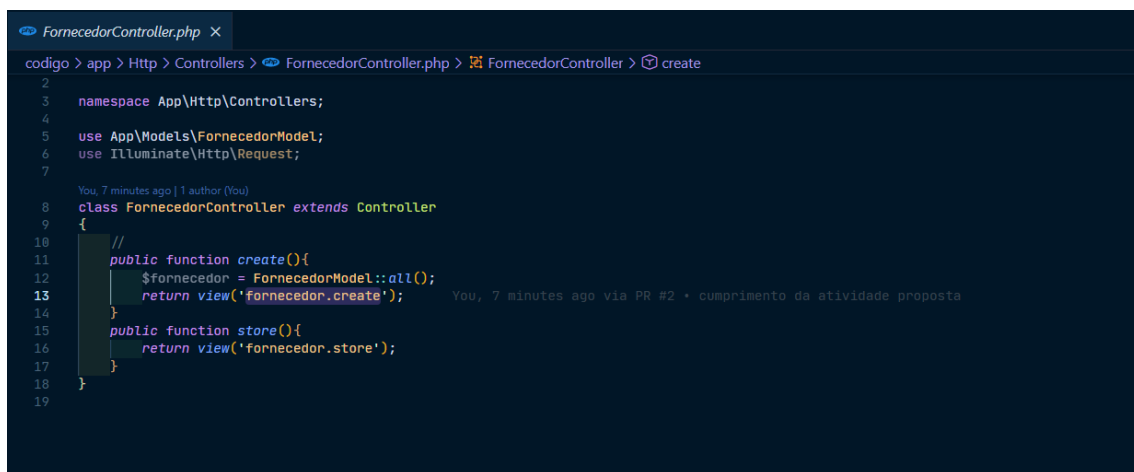 php FornecedorController.php ×
codigo > app > Http > Controllers > php FornecedorController.php > FornecedorController > create
2
3 namespace App\Http\Controllers;
4
5 use App\Models\FornecedorModel;
6 use Illuminate\Http\Request;
7
You, 7 minutes ago | 1 author (You)
8 class FornecedorController extends Controller
9 {
10 //
11 public function create(){
12 $fornecedor = FornecedorModel::all();
13 return view('fornecedor.create'); You, 7 minutes ago via PR #2 • cumprimento da atividade proposta
14 }
15 public function store(){
16 return view('fornecedor.store');
17 }
18 }
19